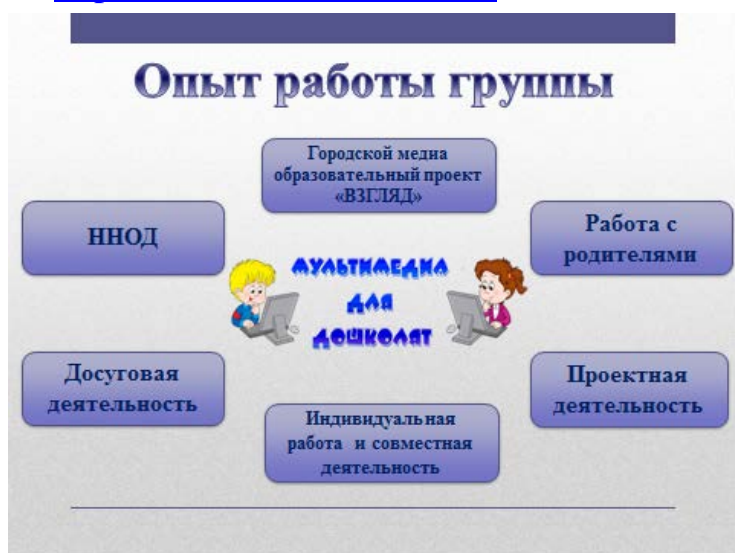 Опыт работы группы
Городской медиа
образовательный проект
«ВЗГЛЯД»
ННОД
Работа с
родителями
МУЛЬТИМЕДИА
ДЛЯ
ДОШКОЛЯТ
Досуговая
деятельность
Проектная
деятельность
Индивидуальная
работа и совместная
деятельность